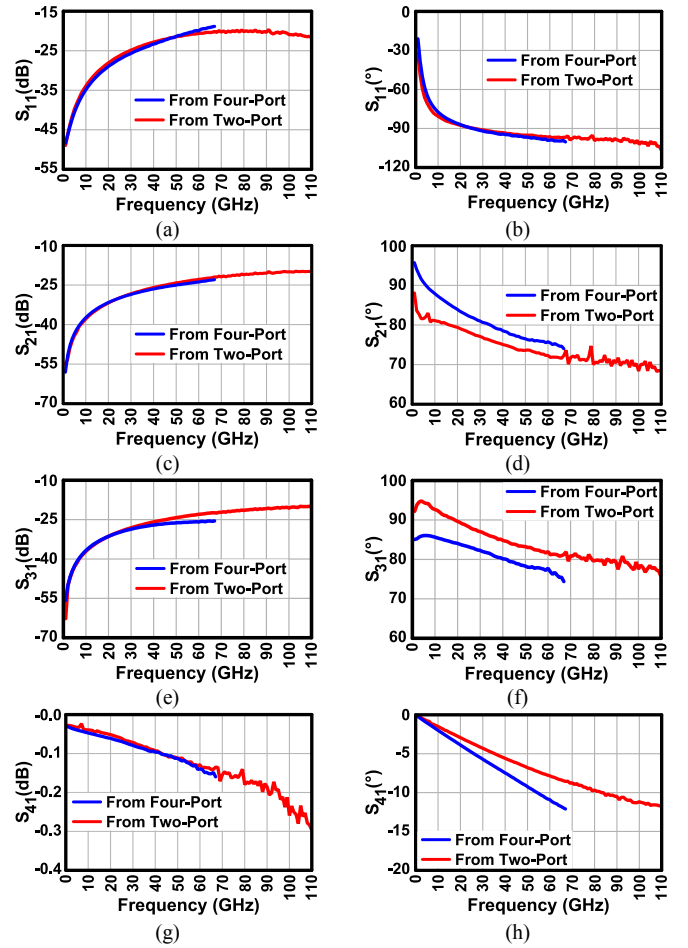 -15
-25
-35
-45
-55
S11(dB)
From Four-Port
From Two-Port
0 10 20 30 40 50 60 70 80 90 100 110
Frequency (GHz)
(a)
0
-30
-60
-90
-120
S11(°)
From Four-Port
From Two-Port
0 10 20 30 40 50 60 70 80 90 100 110
Frequency (GHz)
(b)
-10
-25
-40
-55
-70
S21(dB)
From Four-Port
From Two-Port
0 10 20 30 40 50 60 70 80 90 100 110
Frequency (GHz)
(c)
100
90
80
70
60
S21(°)
From Four-Port
From Two-Port
0 10 20 30 40 50 60 70 80 90 100 110
Frequency (GHz)
(d)
-10
-25
-40
-55
-70
S31(dB)
From Four-Port
From Two-Port
0 10 20 30 40 50 60 70 80 90 100 110
Frequency (GHz)
(e)
100
90
80
70
60
S31(°)
From Four-Port
From Two-Port
0 10 20 30 40 50 60 70 80 90 100 110
Frequency (GHz)
(f)
-0.0
-0.1
-0.2
-0.3
-0.4
S41(dB)
From Four-Port
From Two-Port
0 10 20 30 40 50 60 70 80 90 100 110
Frequency (GHz)
(g)
0
-5
-10
-15
-20
S41(°)
From Four-Port
From Two-Port
0 10 20 30 40 50 60 70 80 90 100 110
Frequency (GHz)
(h)